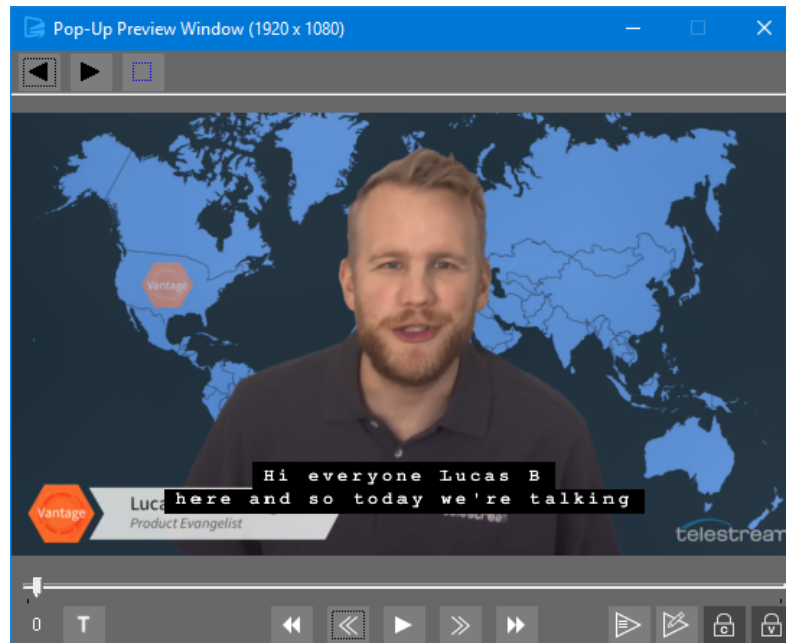 Pop-Up Preview Window (1920 x 1080)
Vantage
Hi everyone Lucas B
here and so today we're talking
Vantage
Luca
Product Evangelist
telestream
telestream
0
T
C
V